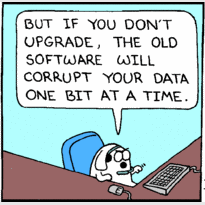 BUT IF YOU DON'T
UPGRADE, THE OLD
SOFTWARE WILL
CORRUPT YOUR DATA
ONE BIT AT A TIME.